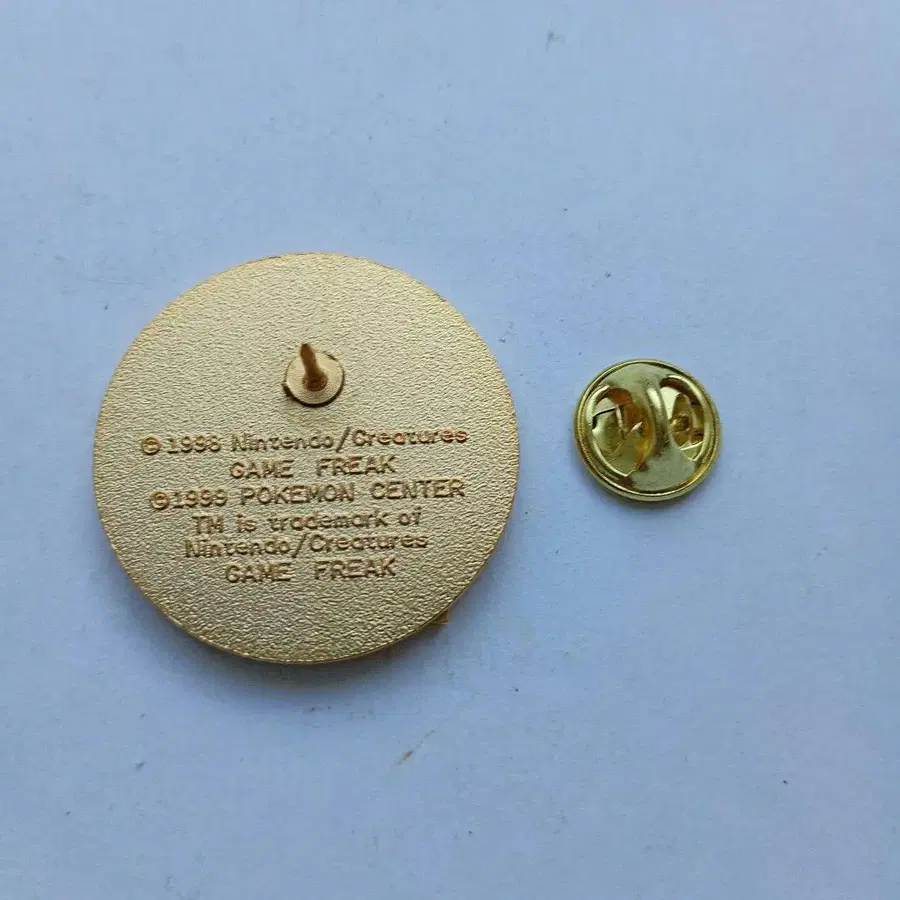 ©1998 Nintendo/Creatures
GAME FREAK
©1999 POKEMON CENTER
TM is trademark of
Nintendo/Creatures
GAME FREAK